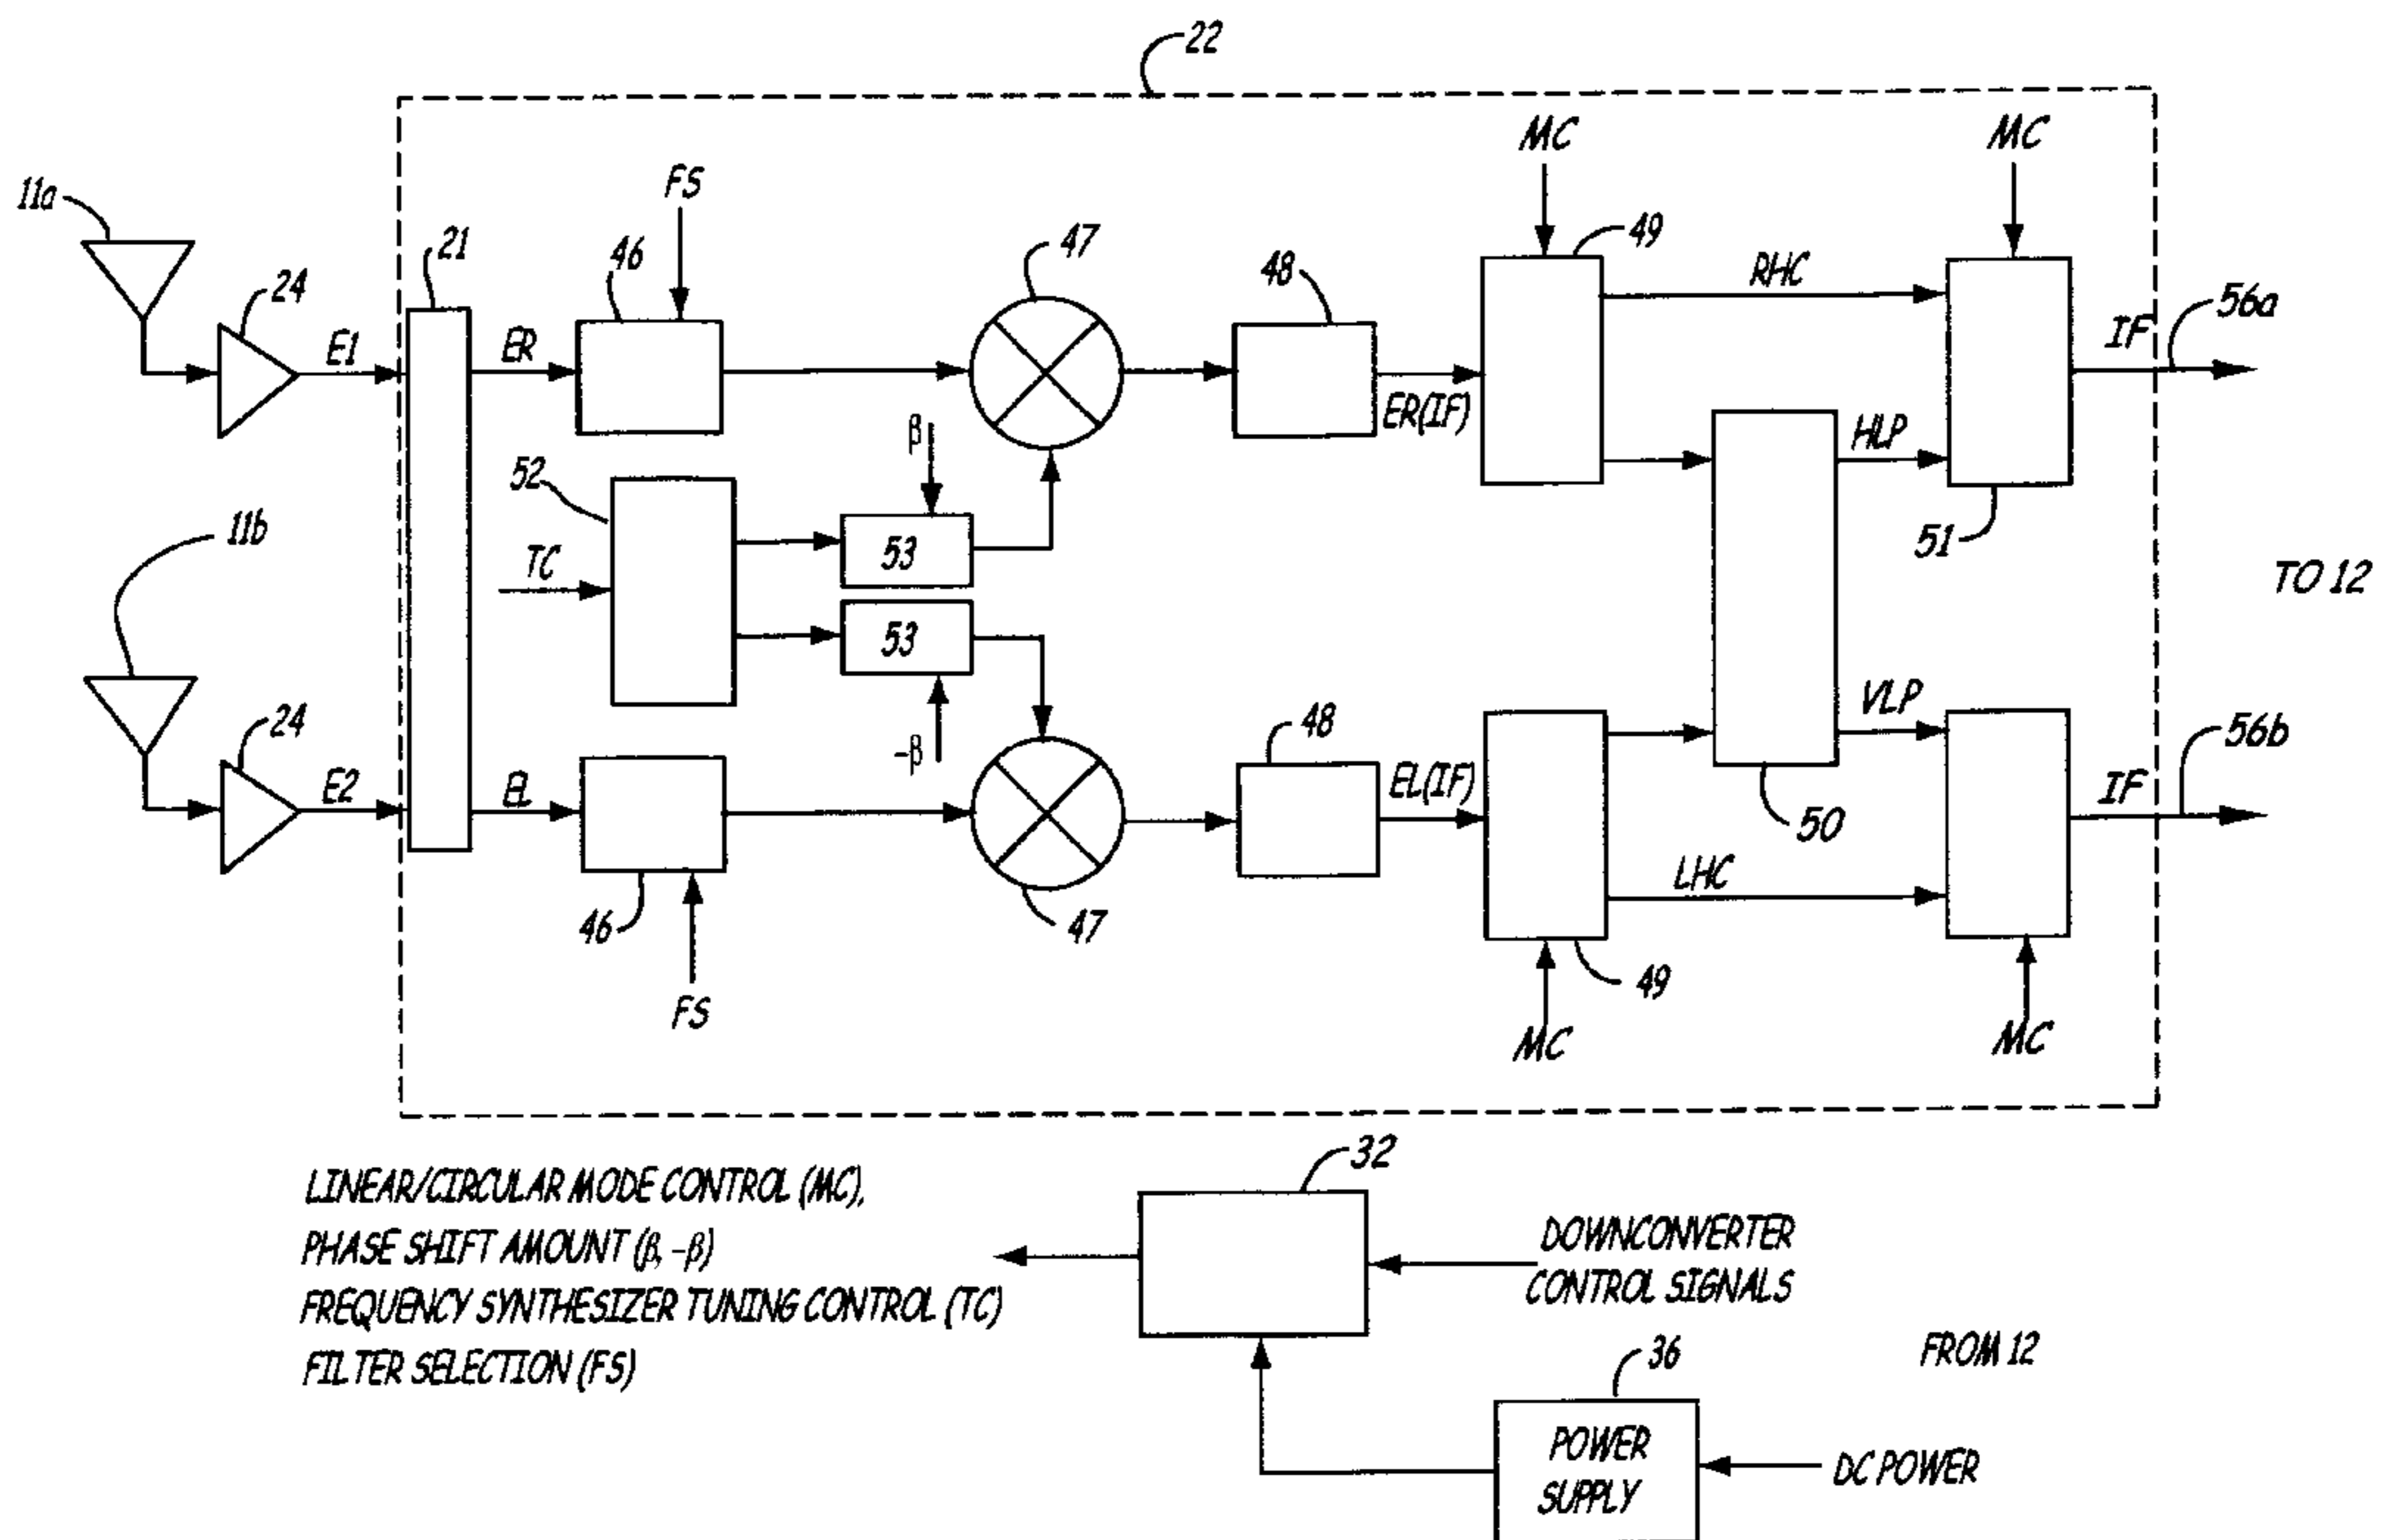 22
MC
MC
11a
FS
21
46
47
49
24
48
RHC
56a
E1
ER
IF
ER(IF)
β
HLP
52
11b
53
51
TC
TO 12
53
VLP
24
48
56b
-β
E2
EL
EL(IF)
IF
50
LHC
46
47
49
FS
MC
MC
32
LINEAR/CIRCULAR MODE CONTROL (MC),
PHASE SHIFT AMOUNT (β, -β)
FREQUENCY SYNTHESIZER TUNING CONTROL (TC)
FILTER SELECTION (FS)
DOWNCONVERTER
CONTROL SIGNALS
36
FROM 12
POWER
SUPPLY
DC POWER